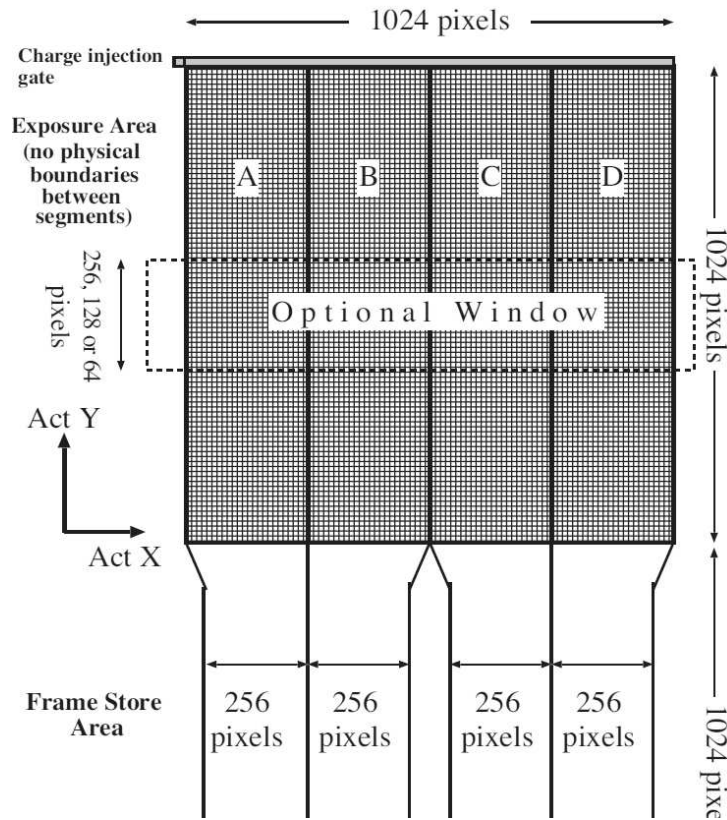 1024 pixels
Charge injection
gate
Exposure Area
(no physical
boundaries
between
segments)
A
B
C
D
256, 128 or 64
pixels
Optional Window
1024 pixels
Act Y
Act X
Frame Store
Area
256
pixels
256
pixels
256
pixels
256
pixels
1024 pixe